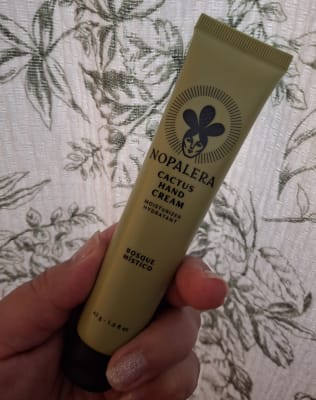 NOPALERA
CACTUS
HAND
CREAM
MOISTURIZER
HYDRATANT
BOSQUE
MÍSTICO